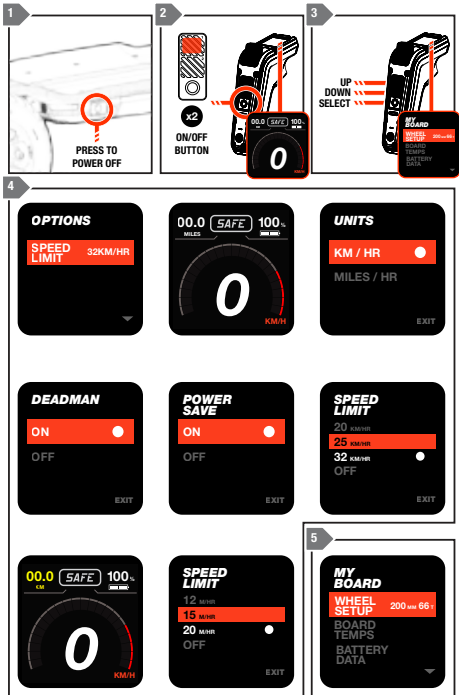 1
PRESS TO
POWER OFF
2
x2
ON/OFF
BUTTON
00.0 SAFE 100%
0
KM/H
3
UP
DOWN
SELECT
MY
BOARD
WHEEL
SETUP 200 MM 66 T
BOARD
TEMPS
BATTERY
DATA
4
OPTIONS
SPEED
LIMIT 32KM/HR
00.0 SAFE 100%
MILES
0
KM/H
UNITS
KM / HR
MILES / HR
EXIT
DEADMAN
ON
OFF
EXIT
POWER
SAVE
ON
OFF
EXIT
SPEED
LIMIT
20 KM/HR
25 KM/HR
32 KM/HR
OFF
EXIT
00.0 SAFE 100%
KM
0
KM/H
SPEED
LIMIT
12 M/HR
15 M/HR
20 M/HR
OFF
EXIT
5
MY
BOARD
WHEEL
SETUP 200 MM 66 T
BOARD
TEMPS
BATTERY
DATA